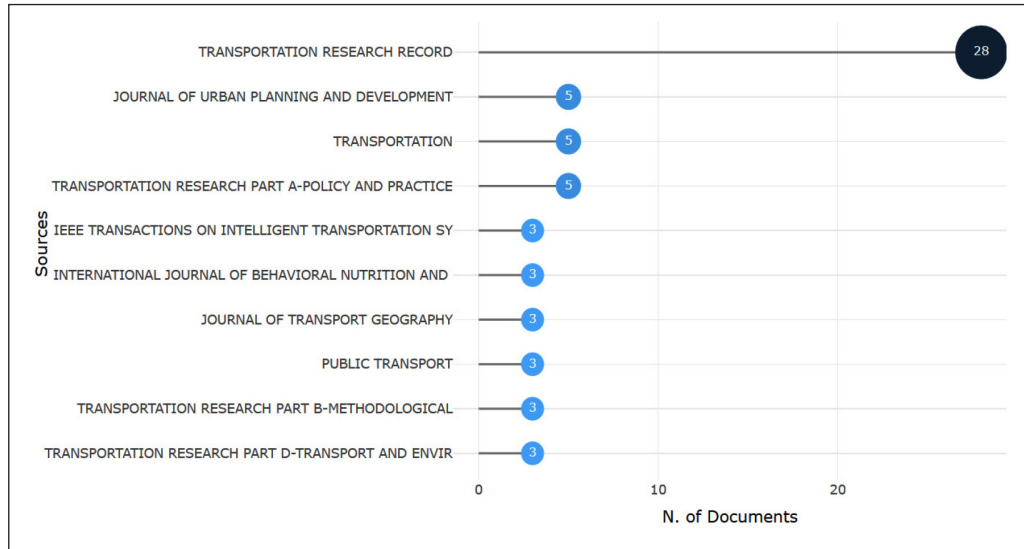 TRANSPORTATION RESEARCH RECORD 28
JOURNAL OF URBAN PLANNING AND DEVELOPMENT 5
TRANSPORTATION 5
TRANSPORTATION RESEARCH PART A-POLICY AND PRACTICE 5
IEEE TRANSACTIONS ON INTELLIGENT TRANSPORTATION SY 3
INTERNATIONAL JOURNAL OF BEHAVIORAL NUTRITION AND 3
JOURNAL OF TRANSPORT GEOGRAPHY 3
PUBLIC TRANSPORT 3
TRANSPORTATION RESEARCH PART B-METHODOLOGICAL 3
TRANSPORTATION RESEARCH PART D-TRANSPORT AND ENVIR 3
Sources
0 10 20
N. of Documents